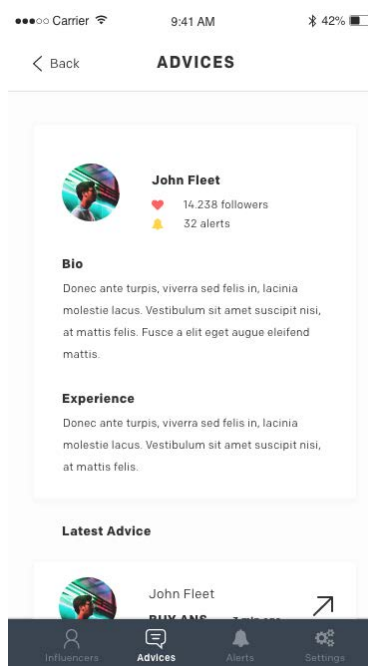 Carrier 9:41 AM 42%
Back ADVICES
John Fleet
14.238 followers
32 alerts
Bio
Donec ante turpis, viverra sed felis in, lacinia
molestie lacus. Vestibulum sit amet suscipit nisi,
at mattis felis. Fusce a elit eget augue eleifend
mattis.
Experience
Donec ante turpis, viverra sed felis in, lacinia
molestie lacus. Vestibulum sit amet suscipit nisi,
at mattis felis.
Latest Advice
John Fleet
BUY ANS
Influencers Advices Alerts Settings